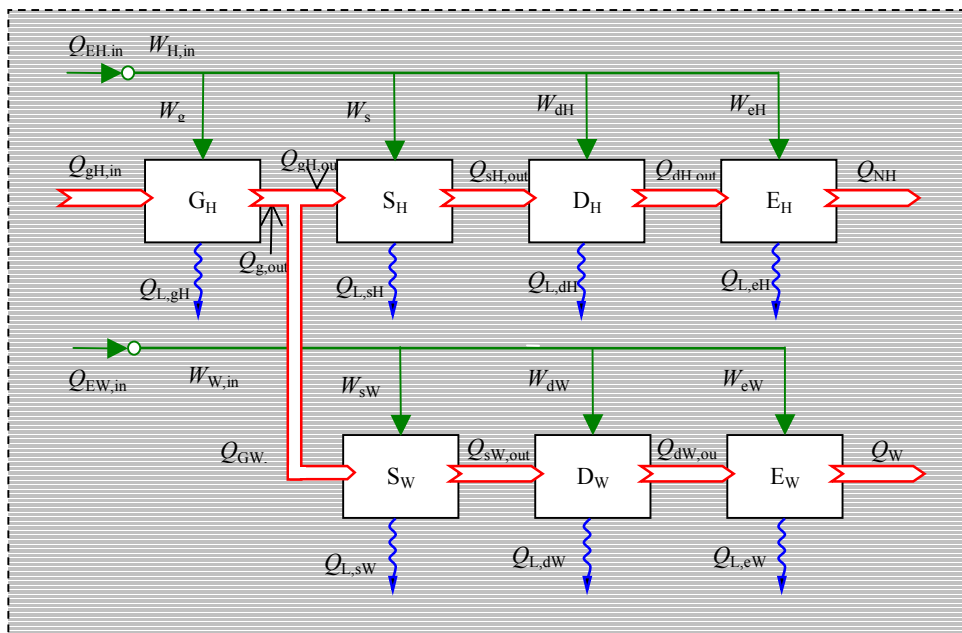 QEH,in WH,in
Wg Ws WdH WeH
QgH,in QgH,ou QsH,out QdH,out QNH
GH SH DH EH
Qg,out
QL,gH QL,sH QL,dH QL,eH
QEW,in WW,in WsW WdW WeW
QGW. QsW,out QdW,ou QW
SW DW EW
QL,sW QL,dW QL,eW